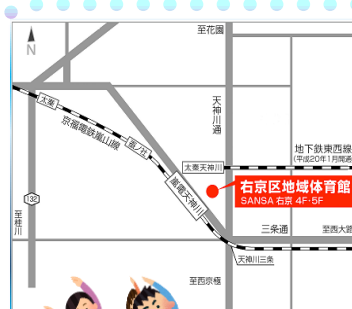 N
至花園
太秦
京福電鉄嵐山線
蚕ノ社
天神川通
地下鉄東西線
(平成20年1月開通
太秦天神川
嵐電天神川
右京区地域体育館
SANSA 右京 4F・5F
132
至桂川
三条通
至西大路
天神川三条
至西京極